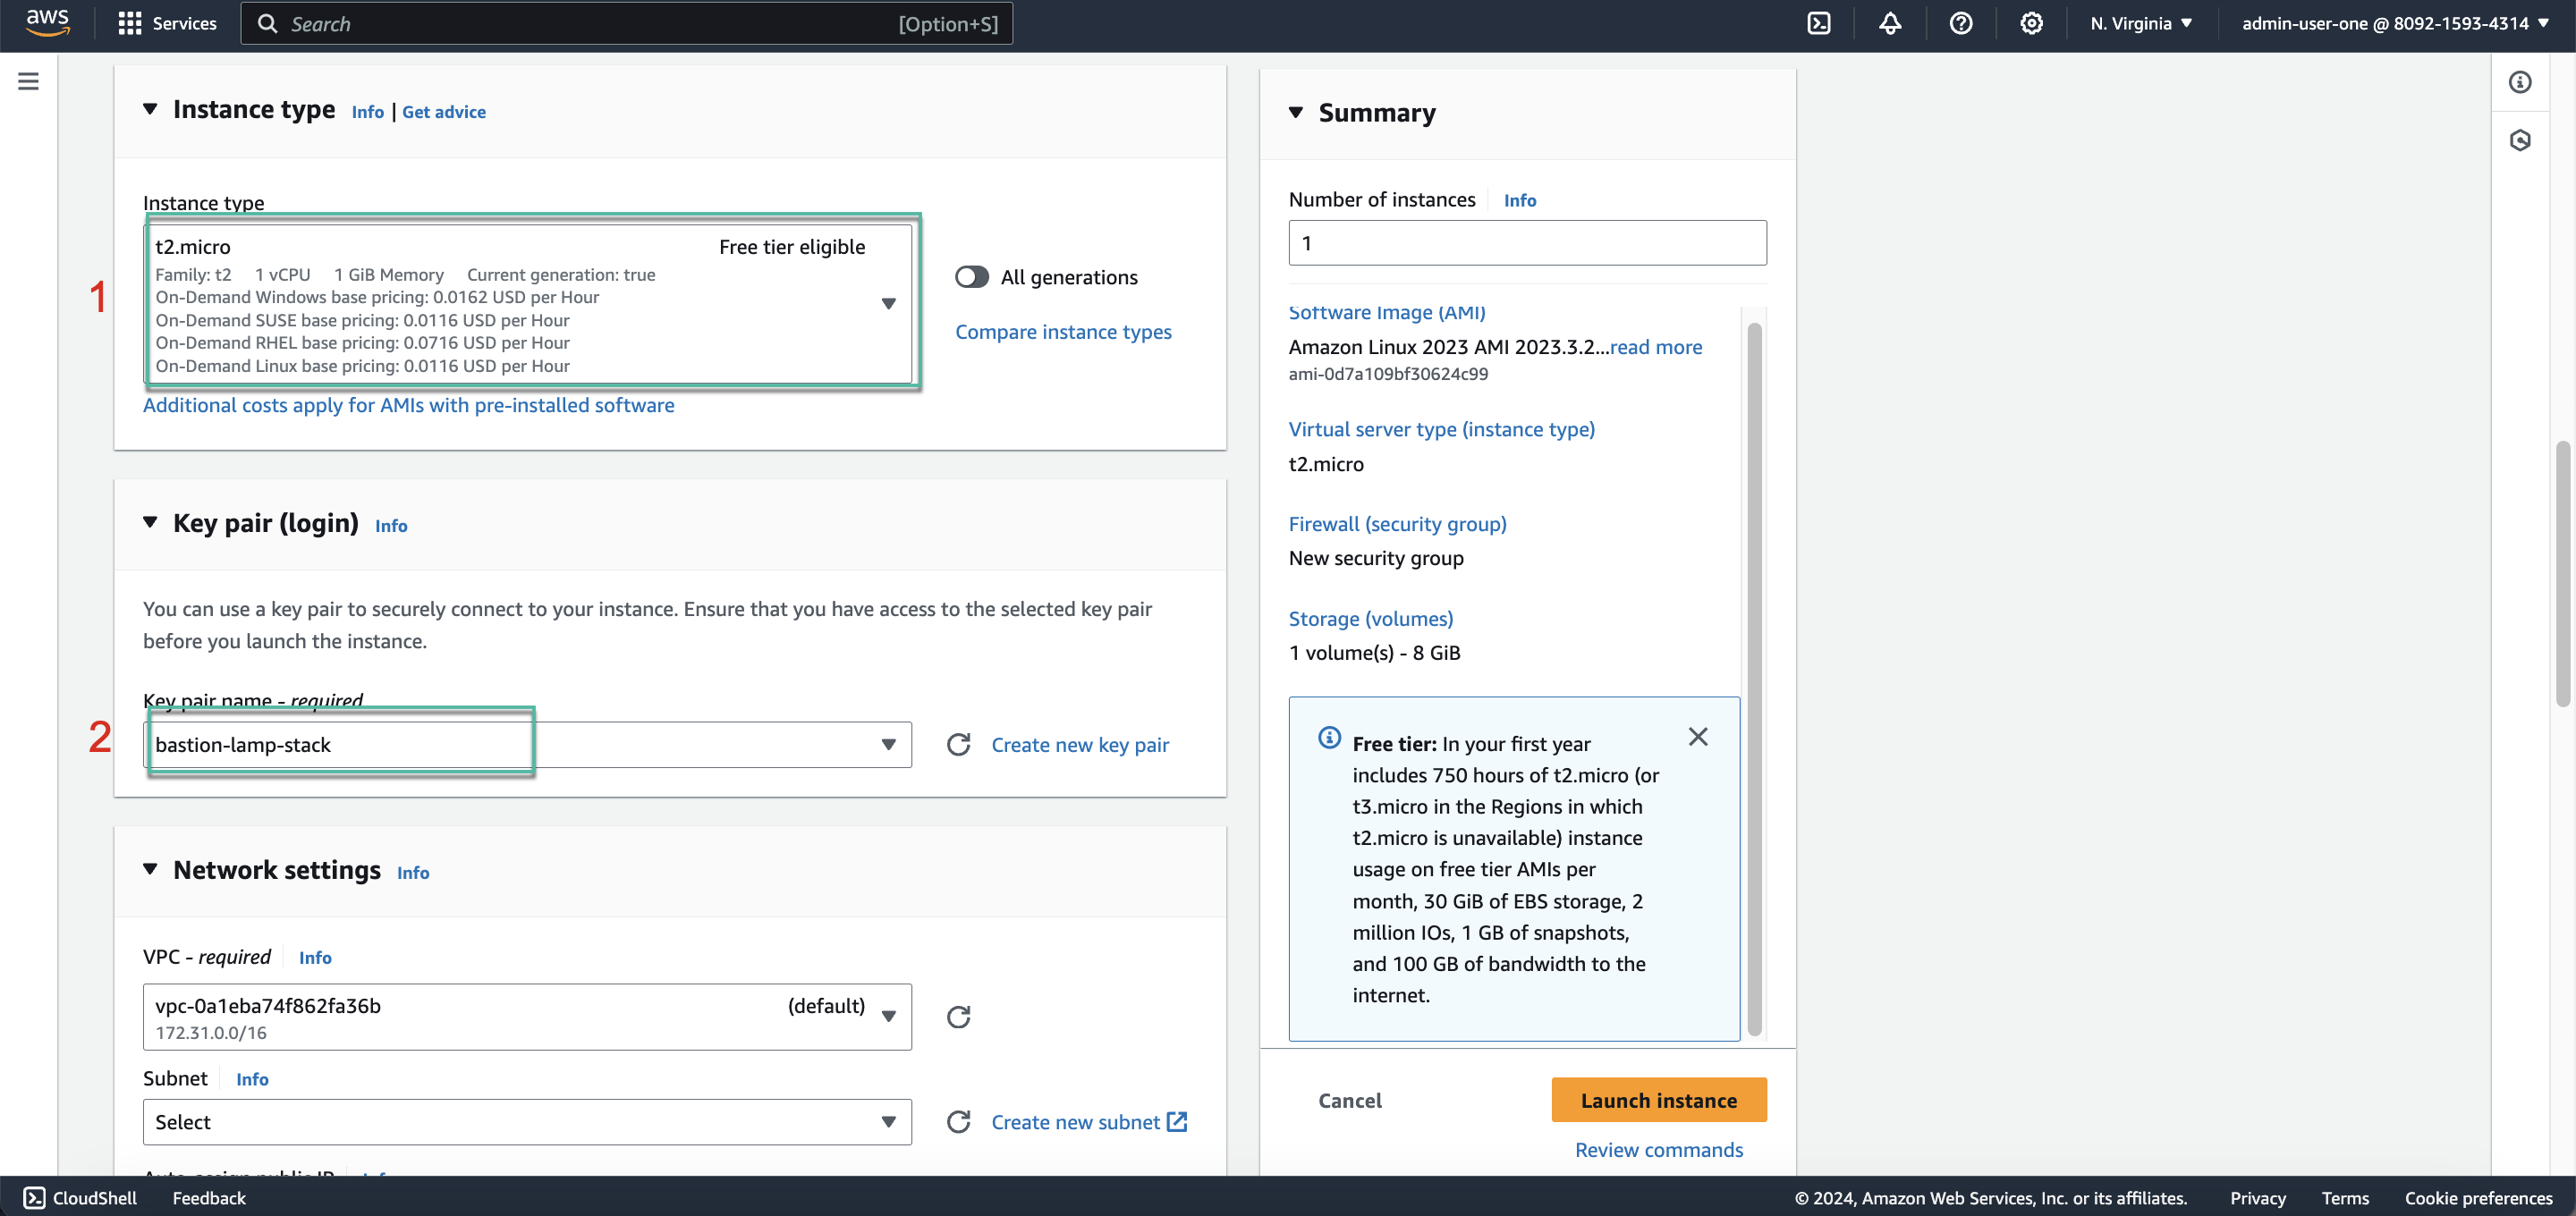 aws
Services
Search
[Option+S]
N. Virginia
admin-user-one @ 8092-1593-4314
Instance type
Info | Get advice
Instance type
1
t2.micro
Free tier eligible
Family: t2 1 vCPU 1 GiB Memory Current generation: true
On-Demand Windows base pricing: 0.0162 USD per Hour
On-Demand SUSE base pricing: 0.0116 USD per Hour
On-Demand RHEL base pricing: 0.0716 USD per Hour
On-Demand Linux base pricing: 0.0116 USD per Hour
All generations
Compare instance types
Additional costs apply for AMIs with pre-installed software
Key pair (login)
Info
You can use a key pair to securely connect to your instance. Ensure that you have access to the selected key pair
before you launch the instance.
Key pair name - required
2
bastion-lamp-stack
Create new key pair
Network settings
Info
VPC - required
Info
vpc-0a1eba74f862fa36b
(default)
172.31.0.0/16
Subnet
Info
Select
Create new subnet
Auto-assign public IP
Info
Summary
Number of instances
Info
1
Software Image (AMI)
Amazon Linux 2023 AMI 2023.3.2...read more
ami-0d7a109bf30624c99
Virtual server type (instance type)
t2.micro
Firewall (security group)
New security group
Storage (volumes)
1 volume(s) - 8 GiB
Free tier: In your first year
includes 750 hours of t2.micro (or
t3.micro in the Regions in which
t2.micro is unavailable) instance
usage on free tier AMIs per
month, 30 GiB of EBS storage, 2
million IOs, 1 GB of snapshots,
and 100 GB of bandwidth to the
internet.
Cancel
Launch instance
Review commands
CloudShell
Feedback
© 2024, Amazon Web Services, Inc. or its affiliates.
Privacy
Terms
Cookie preferences